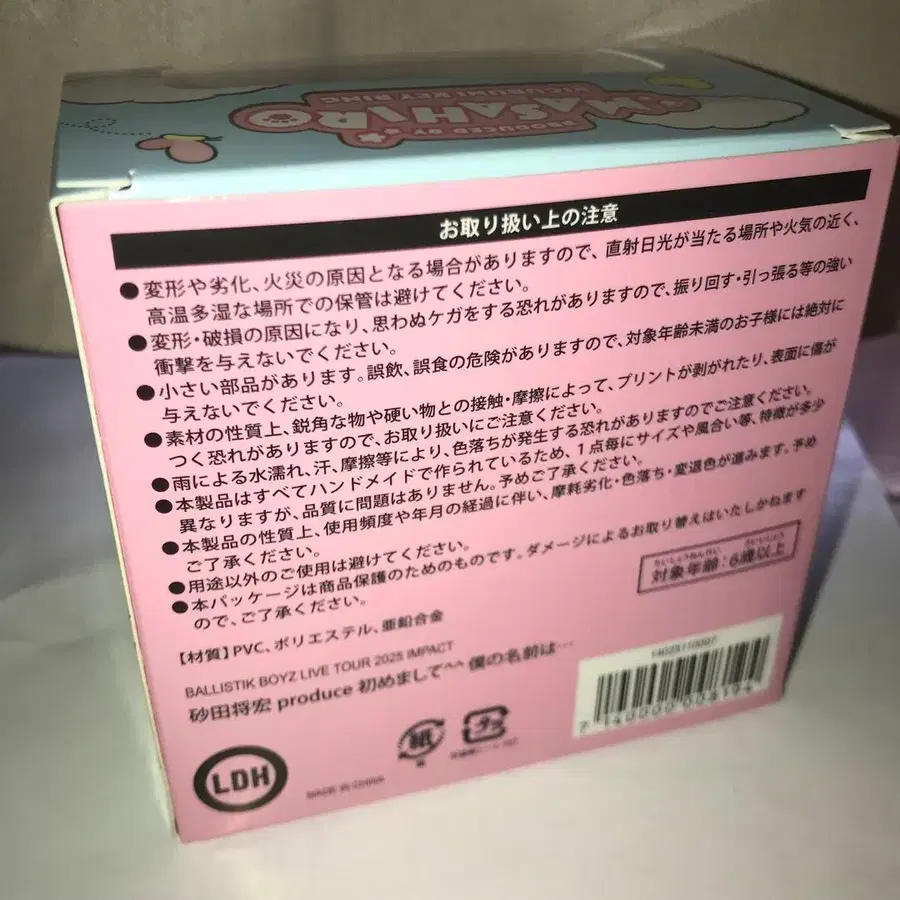 PRODUCED BY
MASAHIRO
KIGURUMI KEY RING
お取り扱い上の注意
●変形や劣化、火災の原因となる場合がありますので、直射日光が当たる場所や火気の近く、
高温多湿な場所での保管は避けてください。
●変形・破損の原因になり、思わぬケガをする恐れがありますので、振り回す・引っ張る等の強い
衝撃を与えないでください。
●小さい部品があります。誤飲、誤食の危険がありますので、対象年齢未満のお子様には絶対に
与えないでください。
●素材の性質上、鋭角な物や硬い物との接触・摩擦によって、プリントが剥がれたり、表面に傷が
つく恐れがありますので、お取り扱いにご注意ください。
●雨による水濡れ、汗、摩擦等により、色落ちが発生する恐れがありますのでご注意ください。
●本製品はすべてハンドメイドで作られているため、1点毎にサイズや風合い等、特徴が多少
異なりますが、品質に問題はありません。予めご了承ください。
●本製品の性質上、使用頻度や年月の経過に伴い、摩耗劣化・色落ち・変退色が進みます。予め
ご了承ください。
●用途以外のご使用は避けてください。
●本パッケージは商品保護のためのものです。ダメージによるお取り替えはいたしかねます
ので、ご了承ください。
たいしょうねんれい さいいじょう
対象年齢：6歳以上
【材質】PVC、ポリエステル、亜鉛合金
BALLISTIK BOYZ LIVE TOUR 2025 IMPACT
砂田将宏 produce 初めまして^^ 僕の名前は…
LDH
MADE IN CHINA
紙
プラ